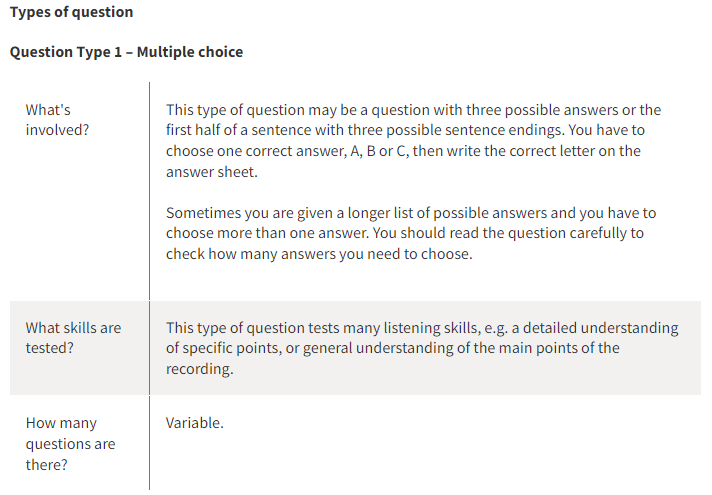 Types of question
Question Type 1 – Multiple choice
What's
involved?
This type of question may be a question with three possible answers or the
first half of a sentence with three possible sentence endings. You have to
choose one correct answer, A, B or C, then write the correct letter on the
answer sheet.
Sometimes you are given a longer list of possible answers and you have to
choose more than one answer. You should read the question carefully to
check how many answers you need to choose.
What skills are
tested?
This type of question tests many listening skills, e.g. a detailed understanding
of specific points, or general understanding of the main points of the
recording.
How many
questions are
there?
Variable.